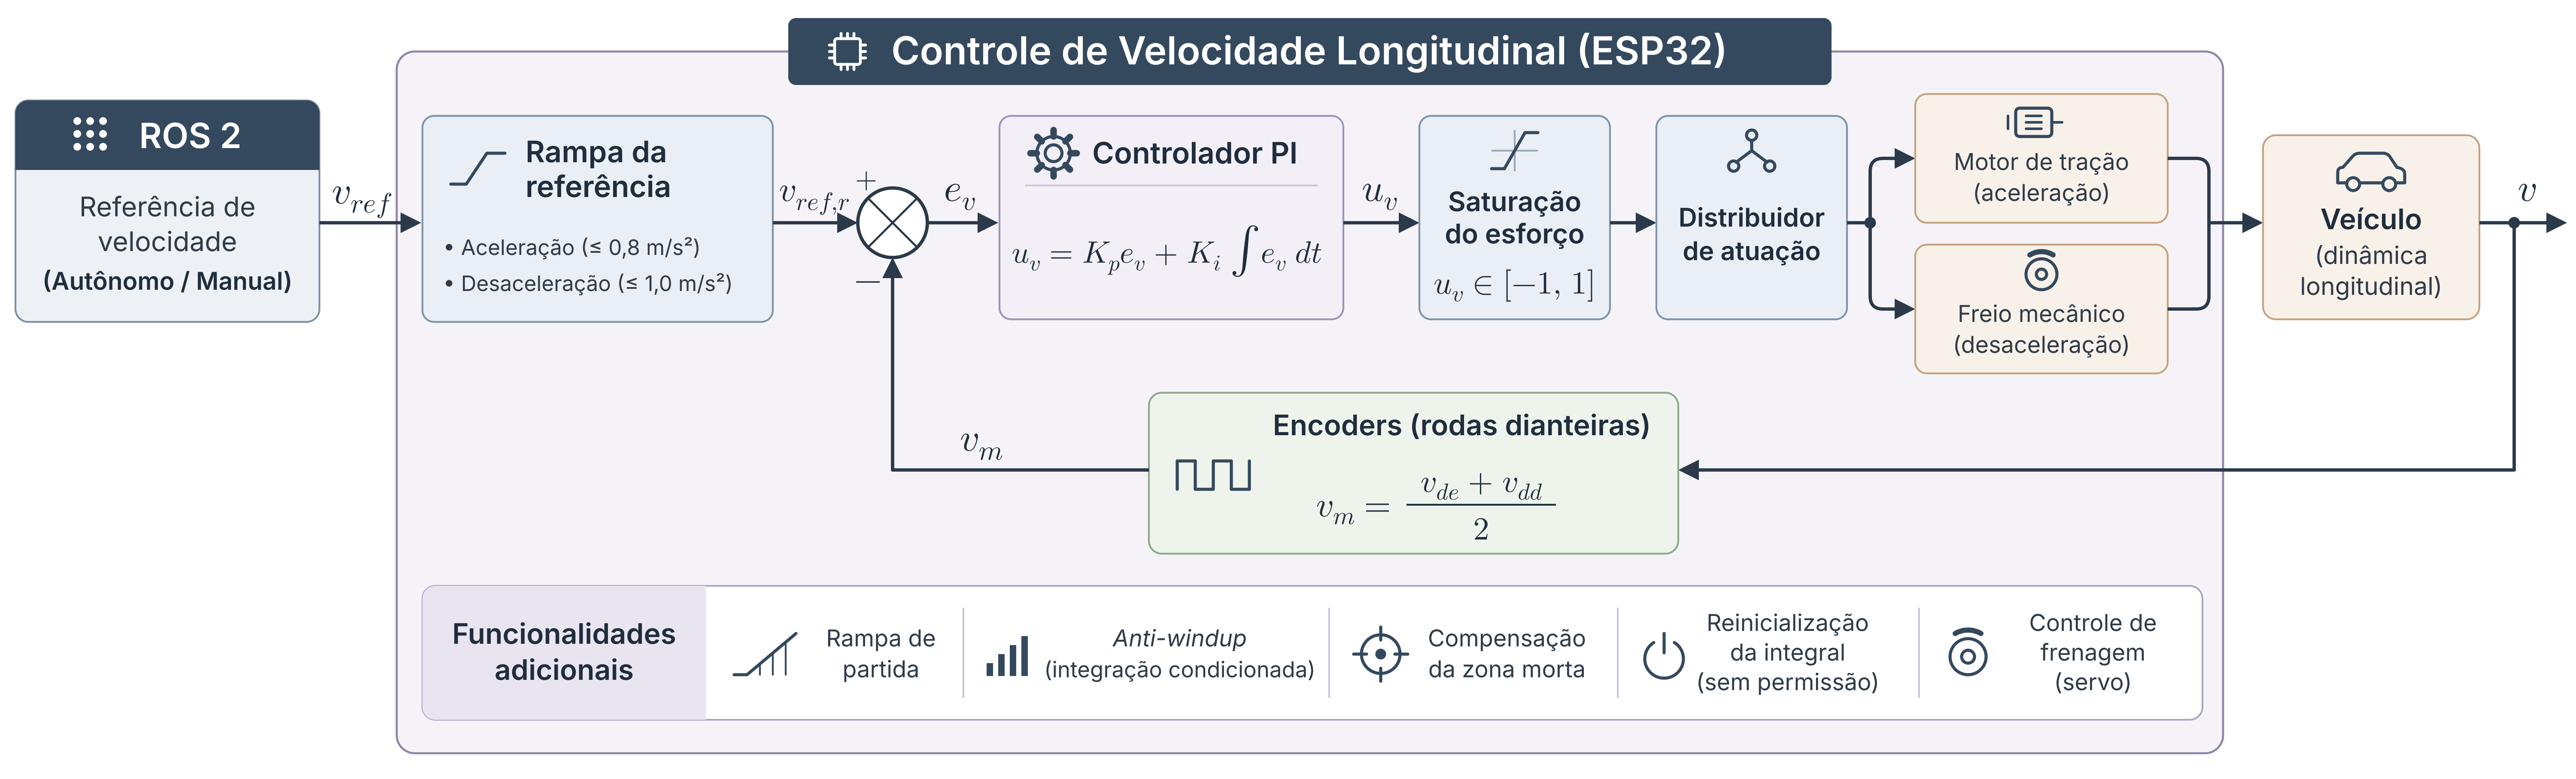 Controle de Velocidade Longitudinal (ESP32)
ROS 2
Referência de
velocidade
(Autônomo / Manual)
v_ref
Rampa da
referência
• Aceleração (≤ 0,8 m/s²)
• Desaceleração (≤ 1,0 m/s²)
v_ref,r
+
−
e_v
Controlador PI
u_v = K_p e_v + K_i ∫ e_v dt
u_v
Saturação
do esforço
u_v ∈ [−1, 1]
Distribuidor
de atuação
Motor de tração
(aceleração)
Freio mecânico
(desaceleração)
Veículo
(dinâmica
longitudinal)
v
Encoders (rodas dianteiras)
v_m = (v_de + v_dd) / 2
v_m
Funcionalidades
adicionais
Rampa de
partida
Anti-windup
(integração condicionada)
Compensação
da zona morta
Reinicialização
da integral
(sem permissão)
Controle de
frenagem
(servo)